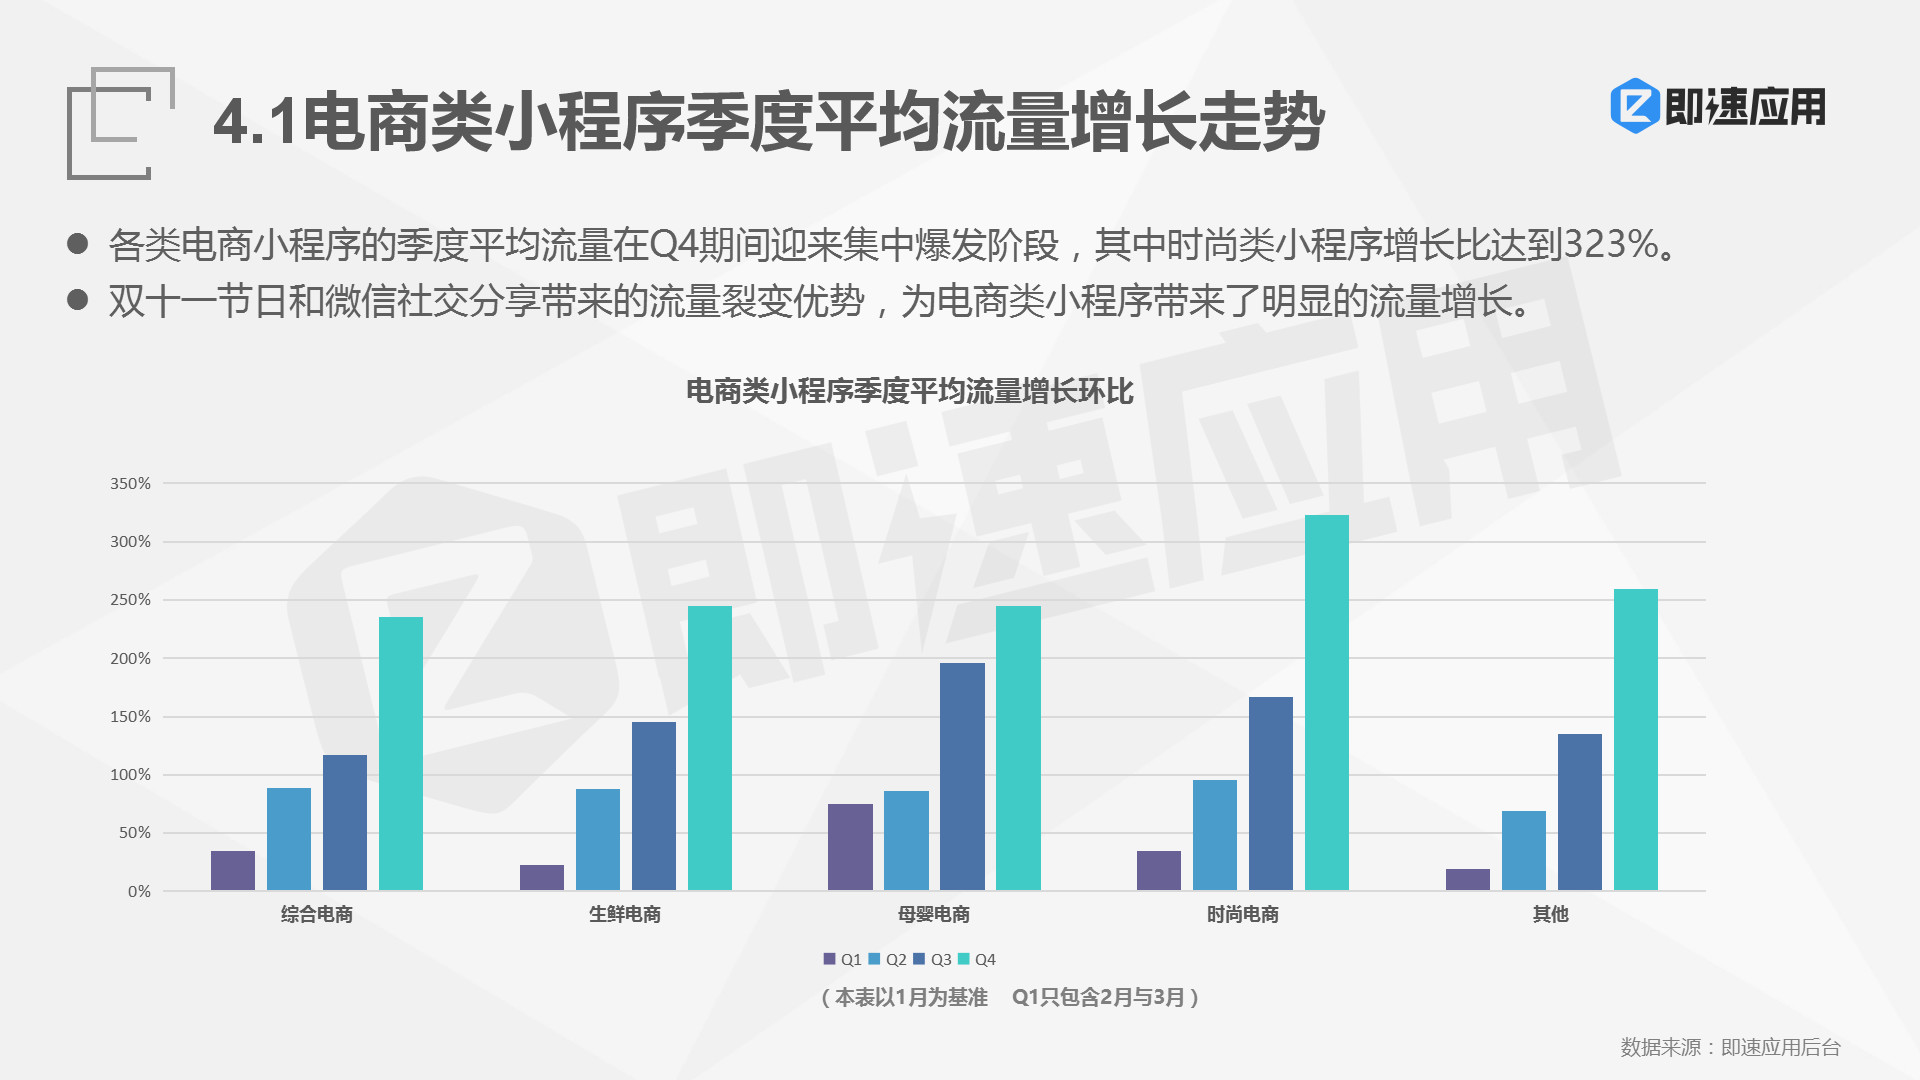 4.1电商类小程序季度平均流量增长走势
即速应用
各类电商小程序的季度平均流量在Q4期间迎来集中爆发阶段，其中时尚类小程序增长比达到323%。
双十一节日和微信社交分享带来的流量裂变优势，为电商类小程序带来了明显的流量增长。
电商类小程序季度平均流量增长环比
即速应用
350%
300%
250%
200%
150%
100%
50%
0%
综合电商 生鲜电商 母婴电商 时尚电商 其他
Q1 Q2 Q3 Q4
（本表以1月为基准 Q1只包含2月与3月）
数据来源：即速应用后台